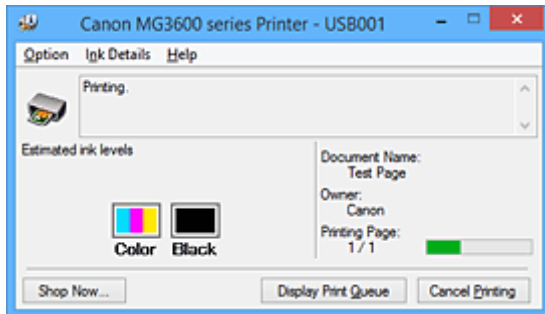 Canon MG3600 series Printer - USB001
Option Ink Details Help
Printing.
Estimated ink levels
Document Name:
Test Page
Owner:
Canon
Printing Page:
1 / 1
Color Black
Shop Now... Display Print Queue Cancel Printing